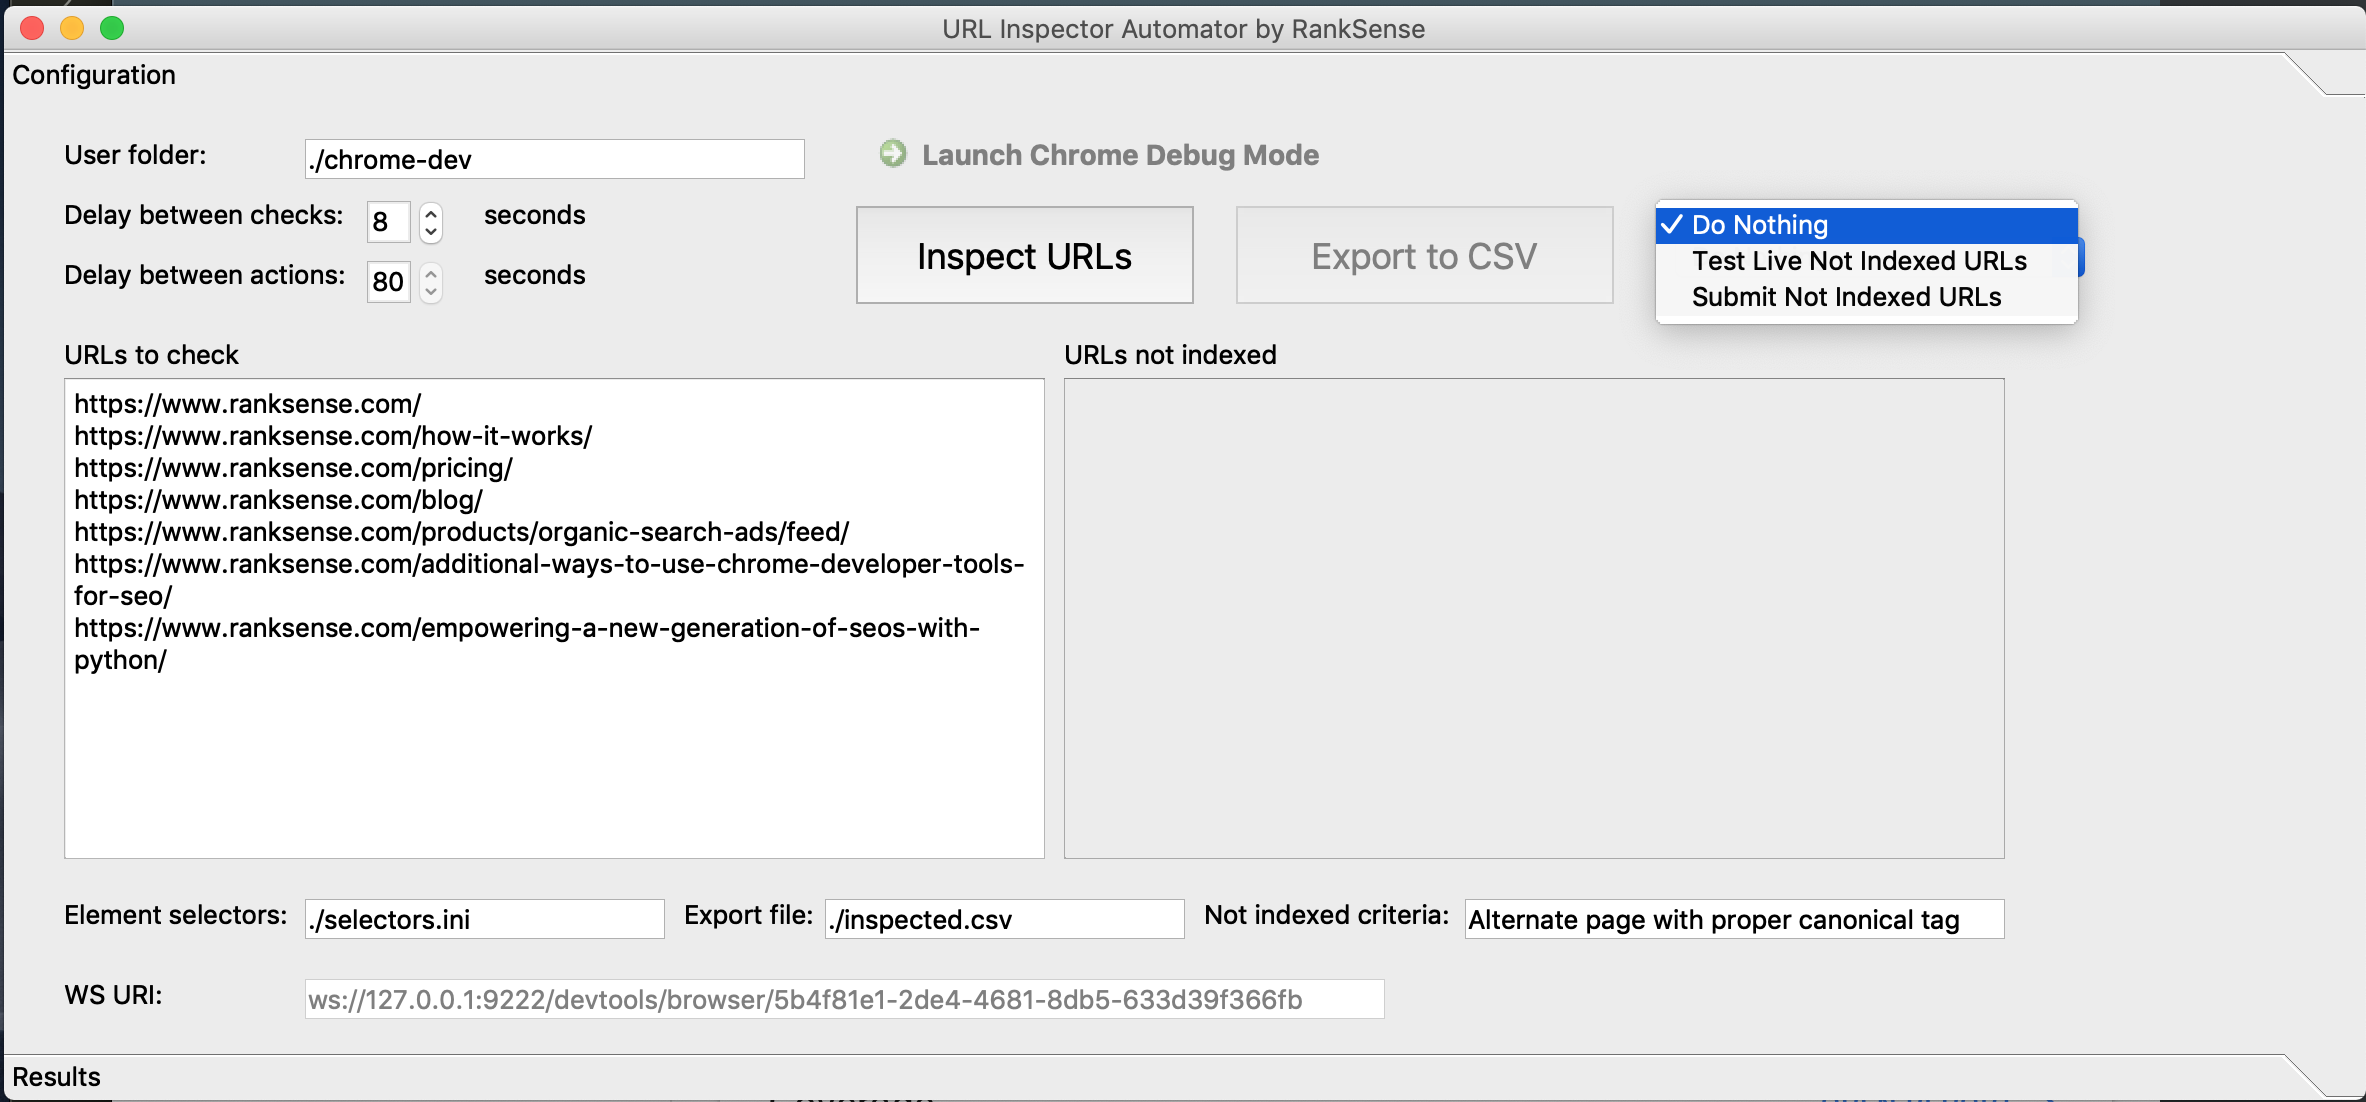 URL Inspector Automator by RankSense
Configuration
User folder:
./chrome-dev
Launch Chrome Debug Mode
Delay between checks:
8
seconds
Delay between actions:
80
seconds
Inspect URLs
Export to CSV
✓ Do Nothing
Test Live Not Indexed URLs
Submit Not Indexed URLs
URLs to check
https://www.ranksense.com/
https://www.ranksense.com/how-it-works/
https://www.ranksense.com/pricing/
https://www.ranksense.com/blog/
https://www.ranksense.com/products/organic-search-ads/feed/
https://www.ranksense.com/additional-ways-to-use-chrome-developer-tools-
for-seo/
https://www.ranksense.com/empowering-a-new-generation-of-seos-with-
python/
URLs not indexed
Element selectors:
./selectors.ini
Export file:
./inspected.csv
Not indexed criteria:
Alternate page with proper canonical tag
WS URI:
ws://127.0.0.1:9222/devtools/browser/5b4f81e1-2de4-4681-8db5-633d39f366fb
Results